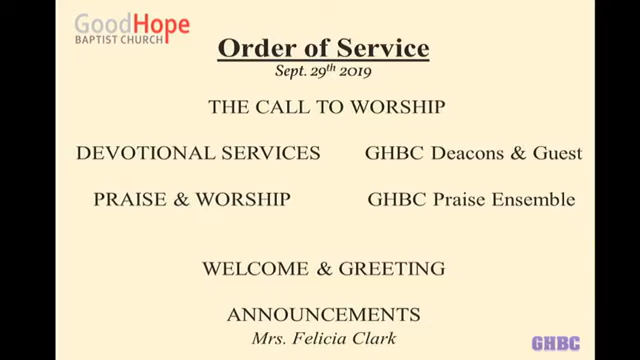 GoodHope
BAPTIST CHURCH
Order of Service
Sept. 29th 2019
THE CALL TO WORSHIP
DEVOTIONAL SERVICES GHBC Deacons & Guest
PRAISE & WORSHIP GHBC Praise Ensemble
WELCOME & GREETING
ANNOUNCEMENTS
Mrs. Felicia Clark
GHBC